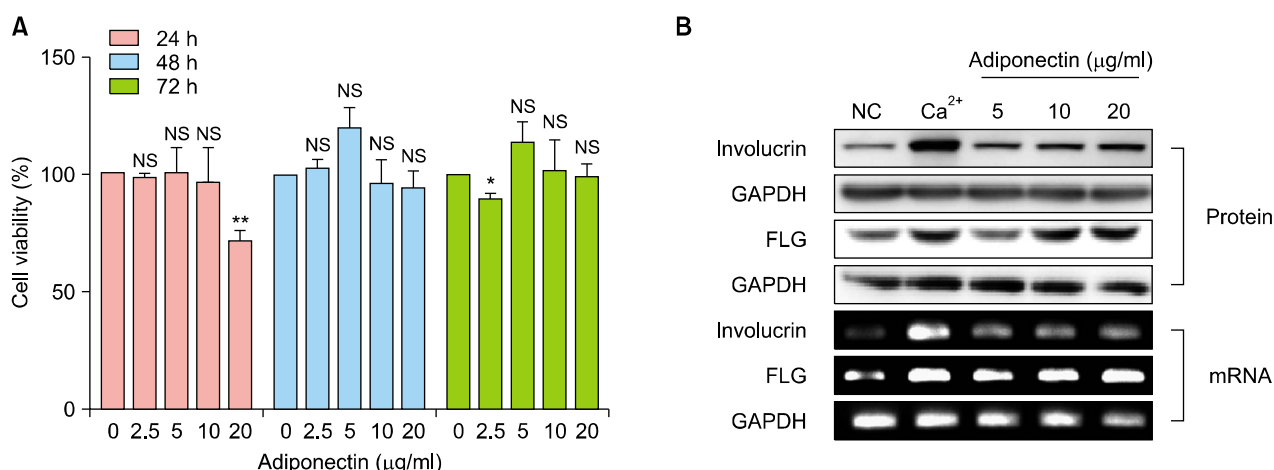 A
24 h
48 h
72 h
Cell viability (%)
150
100
50
0
NS NS NS **
NS NS NS NS
* NS NS NS
0 2.5 5 10 20 0 2.5 5 10 20 0 2.5 5 10 20
Adiponectin (μg/ml)
B
Adiponectin (μg/ml)
NC Ca²⁺ 5 10 20
Involucrin
GAPDH
FLG
GAPDH
Protein
Involucrin
FLG
GAPDH
mRNA